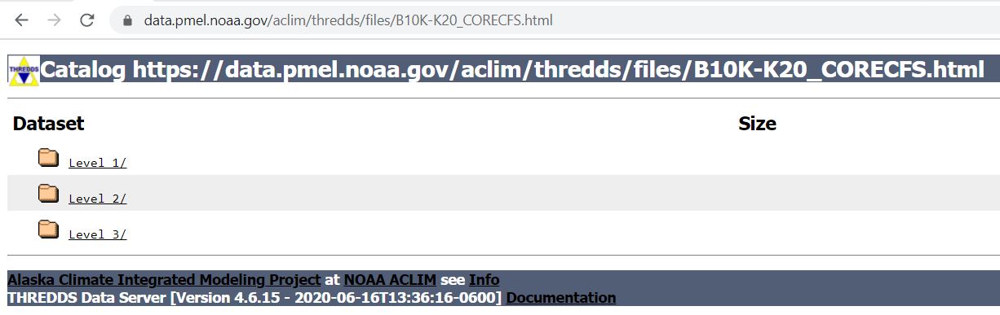 data.pmel.noaa.gov/aclim/thredds/files/B10K-K20_CORECFS.html
THREDDS
Catalog https://data.pmel.noaa.gov/aclim/thredds/files/B10K-K20_CORECFS.html
Dataset Size
Level 1/
Level 2/
Level 3/
Alaska Climate Integrated Modeling Project at NOAA ACLIM see Info
THREDDS Data Server [Version 4.6.15 - 2020-06-16T13:36:16-0600] Documentation